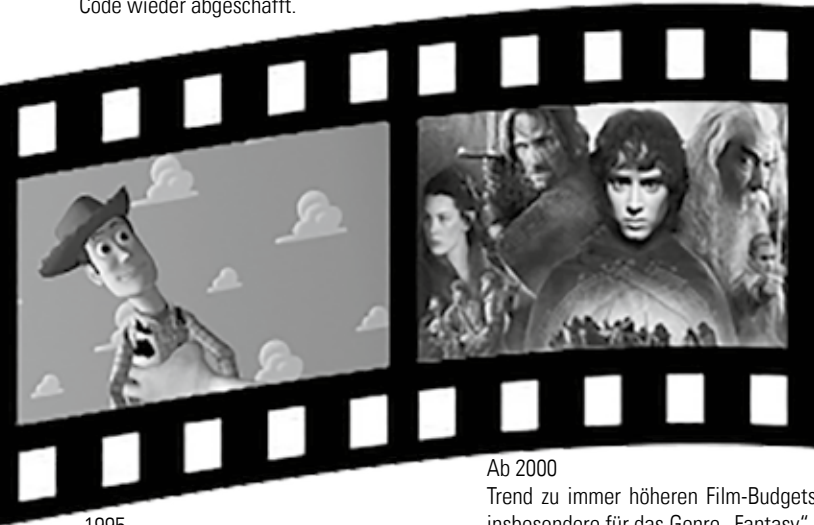 Code wieder abgeschafft.
Ab 2000
Trend zu immer höheren Film-Budgets
insbesondere für das Genre „Fantasy“
1995